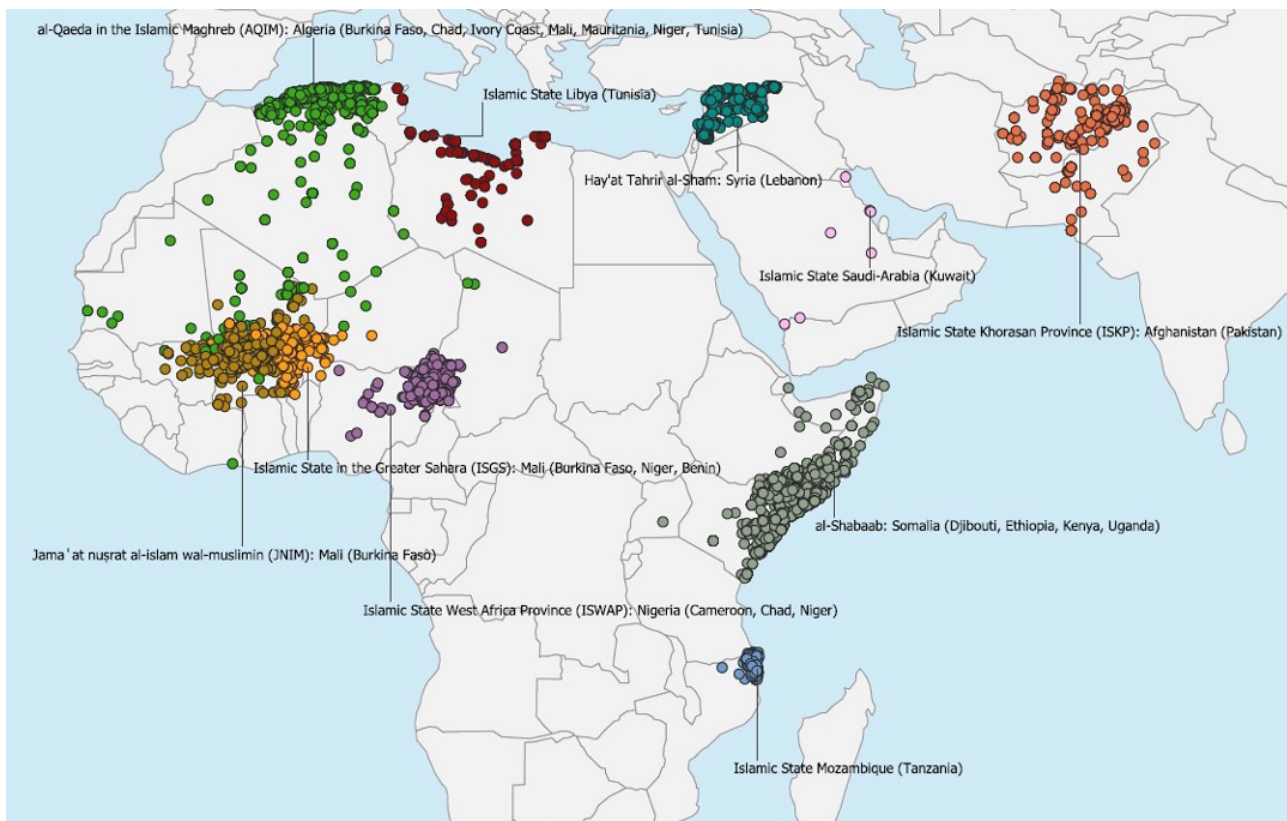 al-Qaeda in the Islamic Maghreb (AQIM): Algeria (Burkina Faso, Chad, Ivory Coast, Mali, Mauritania, Niger, Tunisia)
Islamic State Libya (Tunisia)
Hay'at Tahrir al-Sham: Syria (Lebanon)
Islamic State Saudi-Arabia (Kuwait)
Islamic State Khorasan Province (ISKP): Afghanistan (Pakistan)
Islamic State in the Greater Sahara (ISGS): Mali (Burkina Faso, Niger, Benin)
al-Shabaab: Somalia (Djibouti, Ethiopia, Kenya, Uganda)
Jamaʿat nuṣrat al-islam wal-muslimin (JNIM): Mali (Burkina Faso)
Islamic State West Africa Province (ISWAP): Nigeria (Cameroon, Chad, Niger)
Islamic State Mozambique (Tanzania)